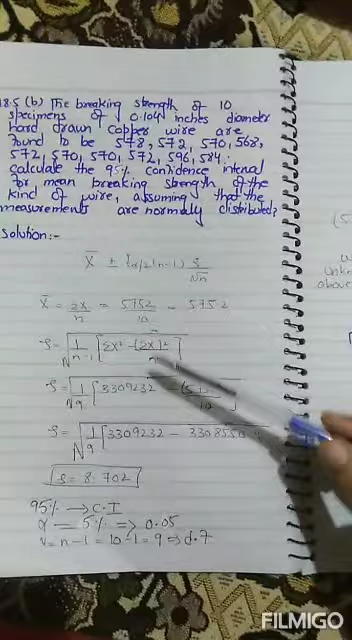 18.5 (b) The breaking strength of 10
specimens of 0.104 inches diameter
hard drawn copper wire are
found to be 578, 572, 570, 568,
572, 570, 570, 572, 596, 584.
calculate the 95% confidence interval
for mean breaking strength of the
kind of wire, assuming that the
measurements are normally distributed?
Solution:-
X̄ ± t(α/2)(n-1) S/√n
X̄ = ΣX/n = 5752/10 = 575.2
S = √1/n-1 [ΣX² - (ΣX)²/n]
S = √1/9 [3309232 -
S = √1/9 [3309232 - 3308550.4
S = 8.702
95% → C.I
α = 5% => 0.05
V = n-1 = 10-1 = 9 => d.f
(5
Unkn
above
FILMIGO